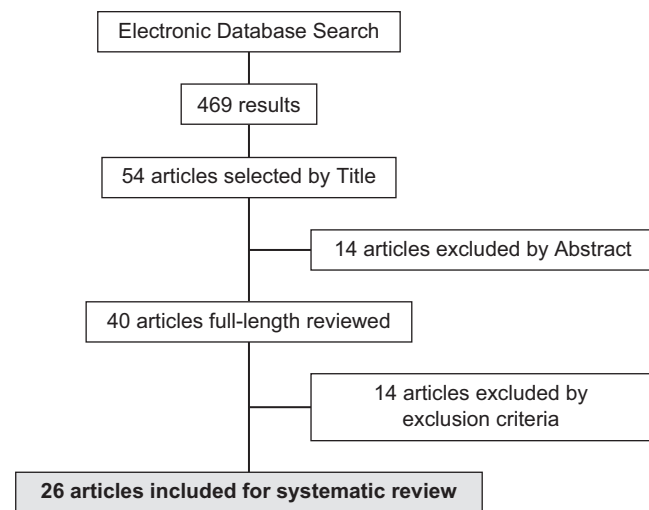 Electronic Database Search
469 results
54 articles selected by Title
14 articles excluded by Abstract
40 articles full-length reviewed
14 articles excluded by
exclusion criteria
26 articles included for systematic review